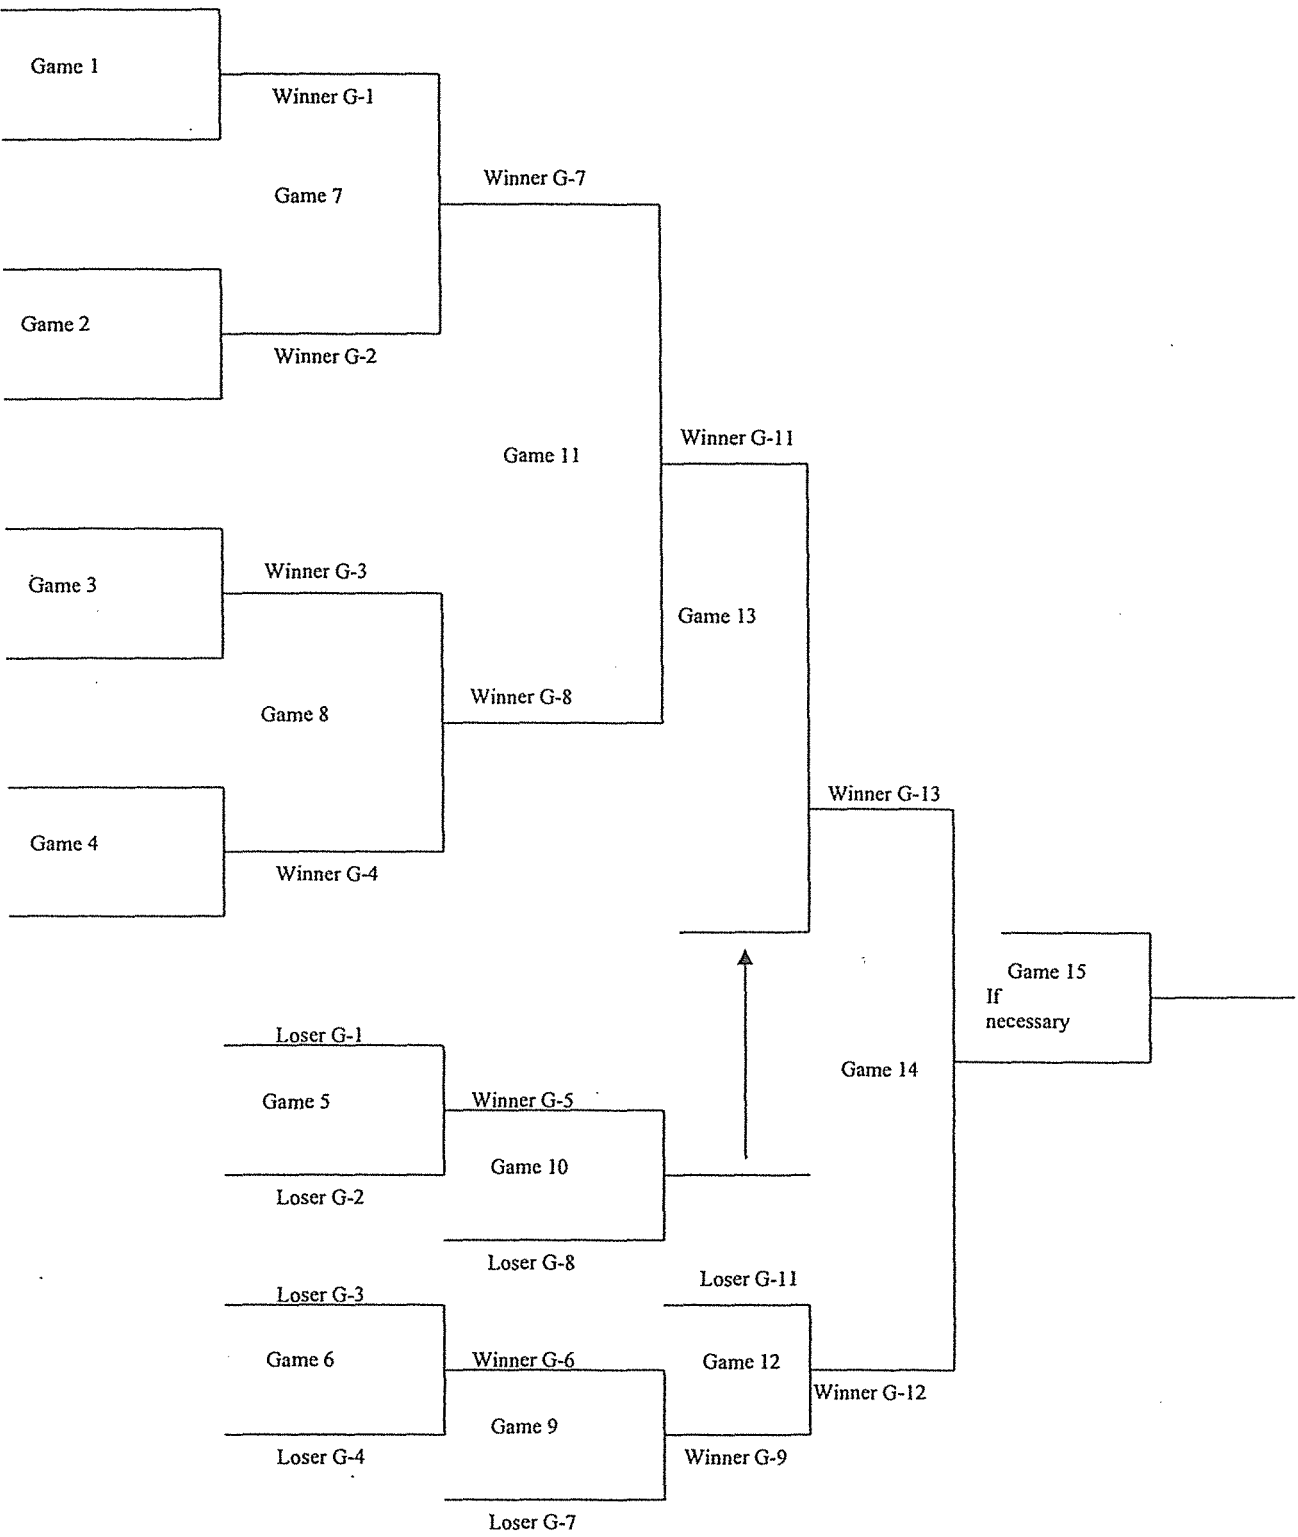 Game 1
Winner G-1
Winner G-7
Game 7
Game 2
Winner G-2
Winner G-11
Game 11
Winner G-3
Game 3
Game 13
Winner G-8
Game 8
Winner G-13
Game 4
Winner G-4
Game 15
If
necessary
Loser G-1
Game 14
Game 5
Winner G-5
Game 10
Loser G-2
Loser G-8
Loser G-11
Loser G-3
Game 6
Winner G-6
Game 12
Winner G-12
Game 9
Loser G-4
Winner G-9
Loser G-7